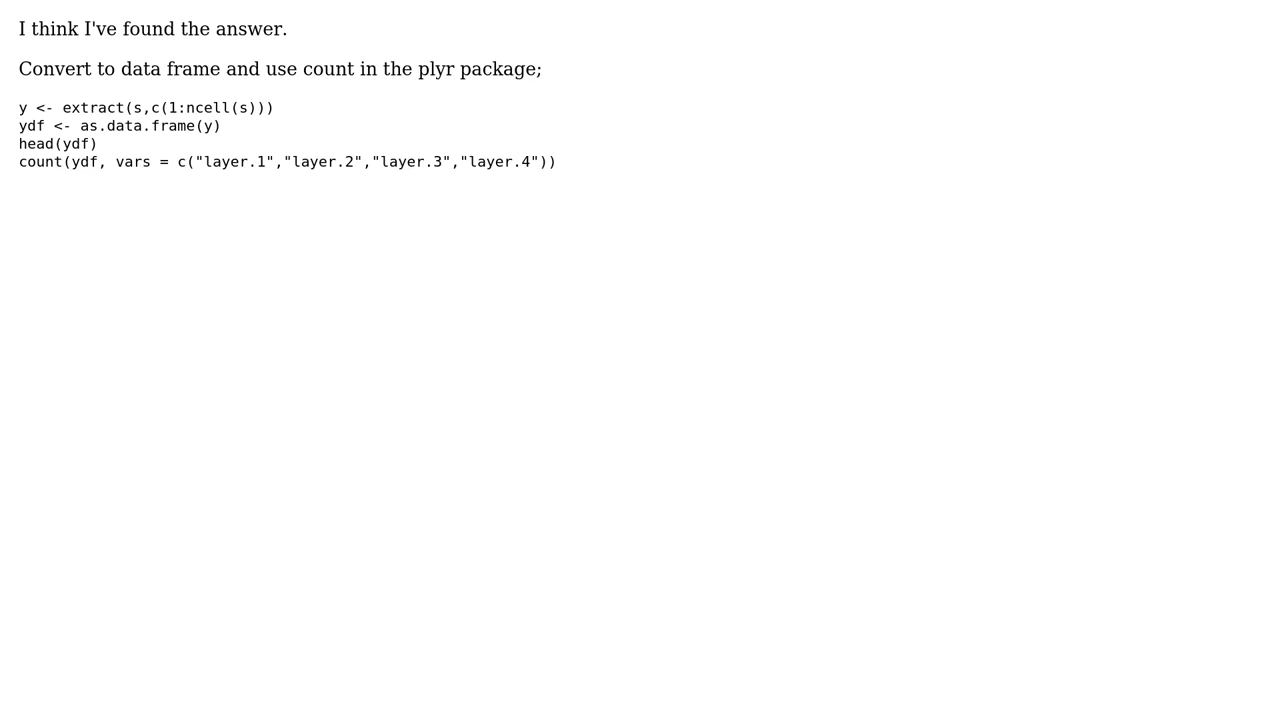 I think I've found the answer.
Convert to data frame and use count in the plyr package;
y <- extract(s,c(1:ncell(s)))
ydf <- as.data.frame(y)
head(ydf)
count(ydf, vars = c("layer.1","layer.2","layer.3","layer.4"))